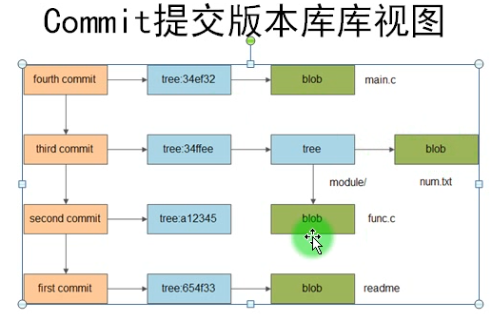 Commit提交版本库库视图
fourth commit tree:34ef32 blob main.c
third commit tree:34ffee tree blob
module/ num.txt
second commit tree:a12345 blob func.c
first commit tree:654f33 blob readme